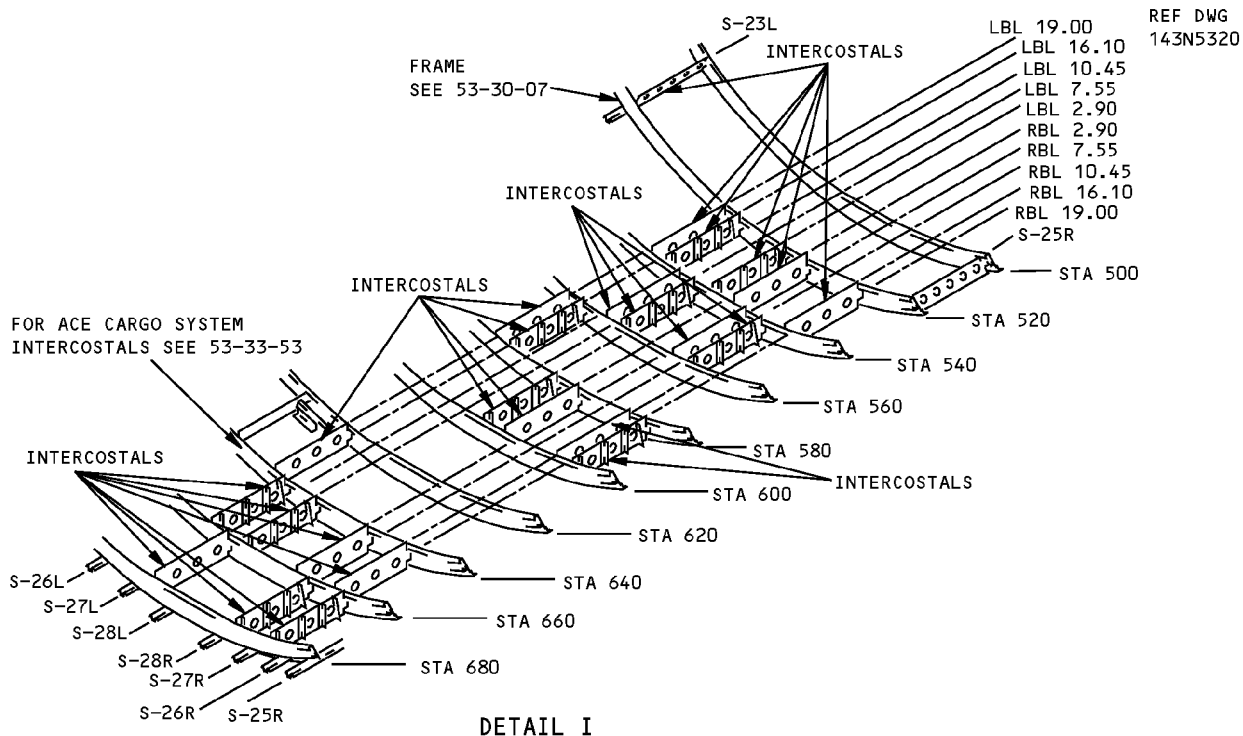 REF DWG
143N5320
S-23L
LBL 19.00
INTERCOSTALS
LBL 16.10
FRAME
SEE 53-30-07
LBL 10.45
LBL 7.55
LBL 2.90
RBL 2.90
RBL 7.55
RBL 10.45
RBL 16.10
RBL 19.00
S-25R
INTERCOSTALS
STA 500
INTERCOSTALS
STA 520
FOR ACE CARGO SYSTEM
INTERCOSTALS SEE 53-33-53
STA 540
STA 560
STA 580
INTERCOSTALS
INTERCOSTALS
STA 600
STA 620
STA 640
STA 660
STA 680
S-26L
S-27L
S-28L
S-28R
S-27R
S-26R
S-25R
DETAIL I